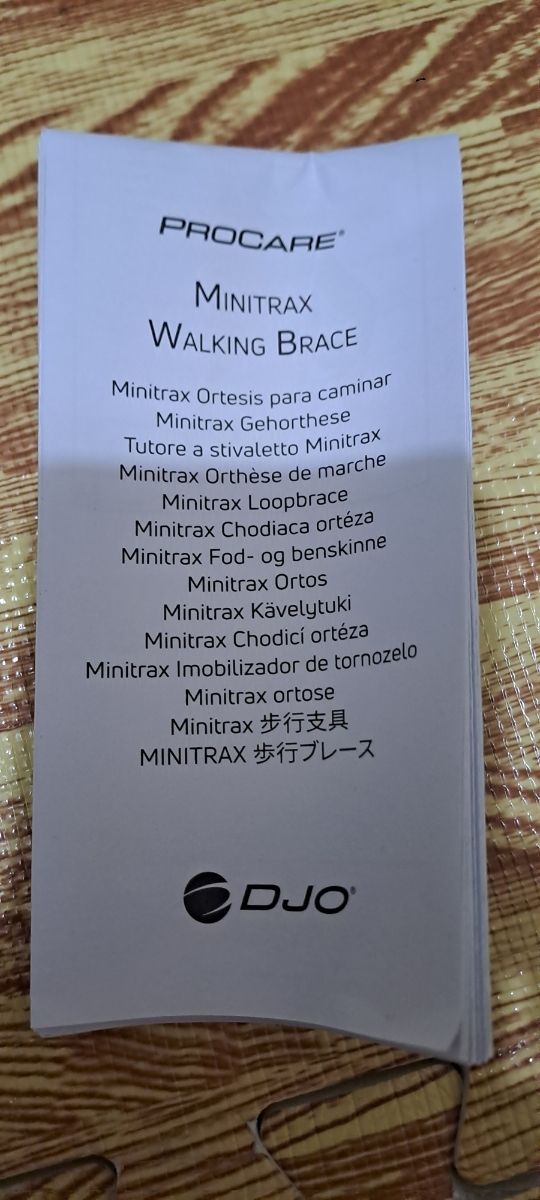 PROCARE®
MINITRAX
WALKING BRACE
Minitrax Ortesis para caminar
Minitrax Gehorthese
Tutore a stivaletto Minitrax
Minitrax Orthèse de marche
Minitrax Loopbrace
Minitrax Chodiaca ortéza
Minitrax Fod- og benskinne
Minitrax Ortos
Minitrax Kävelytuki
Minitrax Chodicí ortéza
Minitrax Imobilizador de tornozelo
Minitrax ortose
Minitrax 步行支具
MINITRAX 歩行ブレース
DJO®